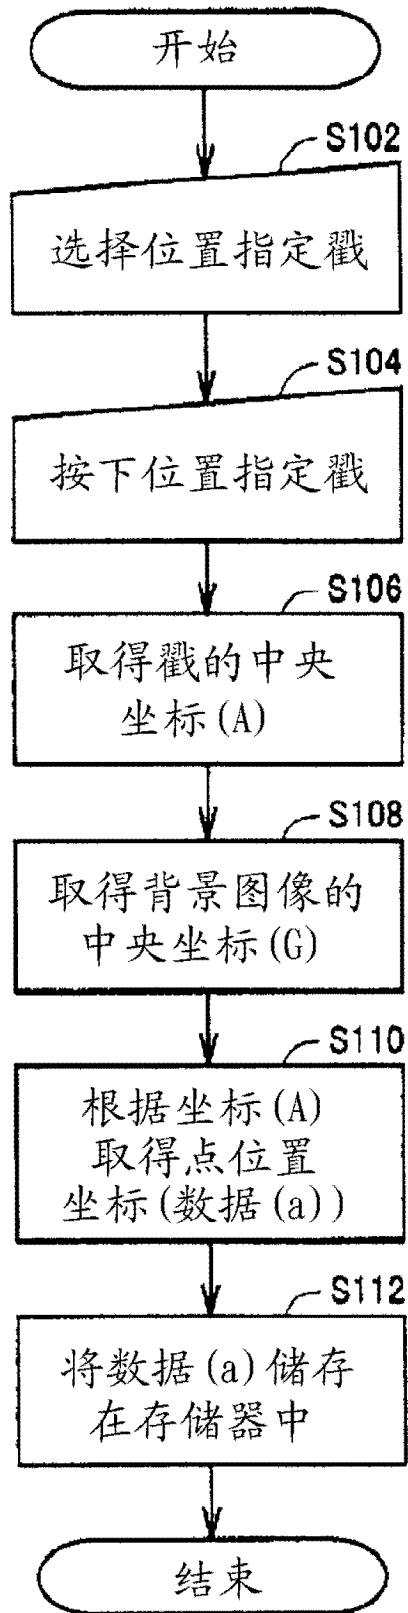 开始
S102
选择位置指定戳
S104
按下位置指定戳
S106
取得戳的中央
坐标(A)
S108
取得背景图像的
中央坐标(G)
S110
根据坐标(A)
取得点位置
坐标(数据(a))
S112
将数据(a)储存
在存储器中
结束